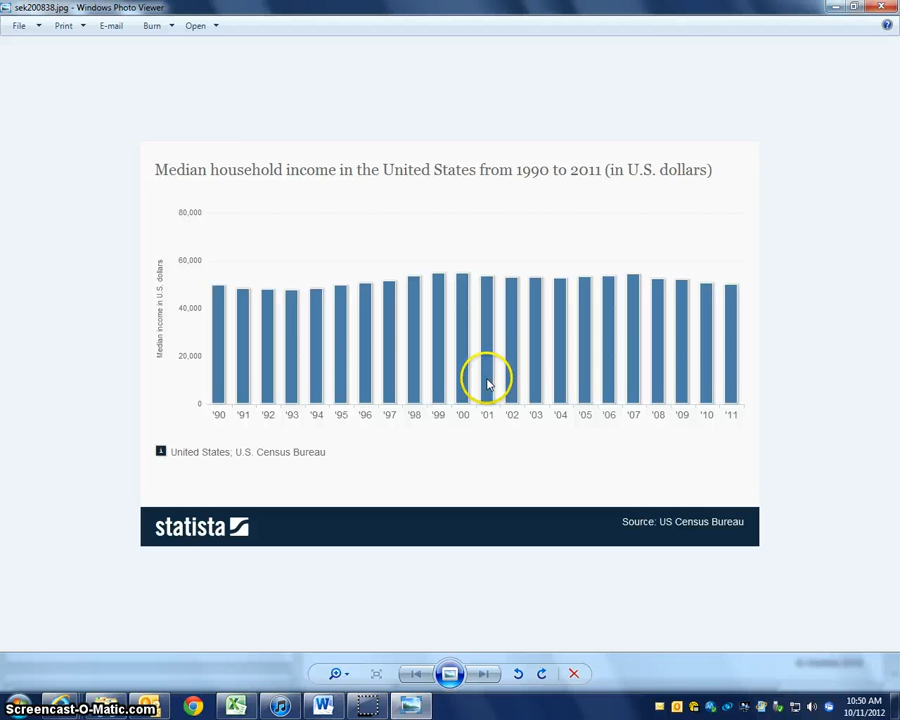 sek200838.jpg - Windows Photo Viewer
File Print E-mail Burn Open
Median household income in the United States from 1990 to 2011 (in U.S. dollars)
Median income in U.S. dollars
80,000
60,000
40,000
20,000
0
'90 '91 '92 '93 '94 '95 '96 '97 '98 '99 '00 '01 '02 '03 '04 '05 '06 '07 '08 '09 '10 '11
United States; U.S. Census Bureau
statista
Source: US Census Bureau
Screencast-O-Matic.com
10:50 AM
10/11/2012